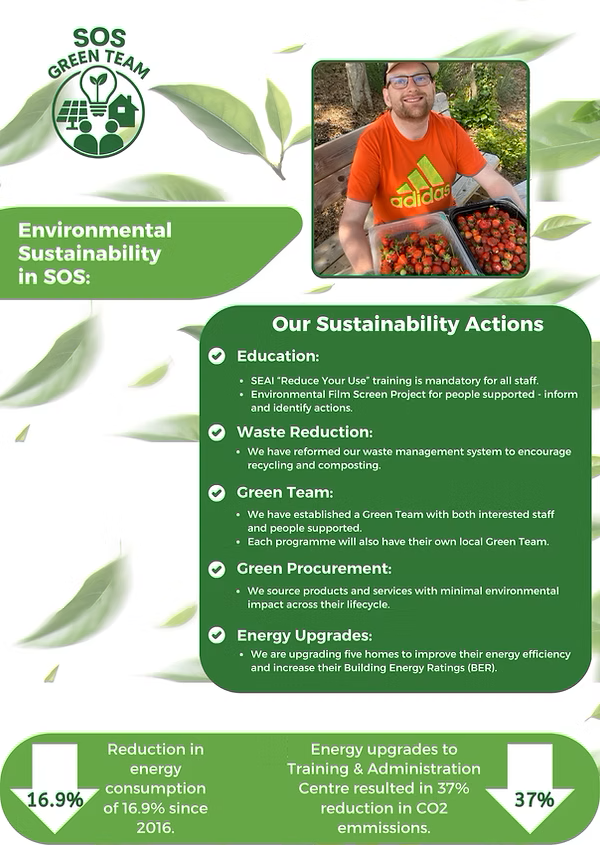 SOS
GREEN TEAM
adidas
Environmental
Sustainability
in SOS:
Our Sustainability Actions
Education:
• SEAI "Reduce Your Use" training is mandatory for all staff.
• Environmental Film Screen Project for people supported - inform
and identify actions.
Waste Reduction:
• We have reformed our waste management system to encourage
recycling and composting.
Green Team:
• We have established a Green Team with both interested staff
and people supported.
• Each programme will also have their own local Green Team.
Green Procurement:
• We source products and services with minimal environmental
impact across their lifecycle.
Energy Upgrades:
• We are upgrading five homes to improve their energy efficiency
and increase their Building Energy Ratings (BER).
16.9%
Reduction in
energy
consumption
of 16.9% since
2016.
Energy upgrades to
Training & Administration
Centre resulted in 37%
reduction in CO2
emmissions.
37%